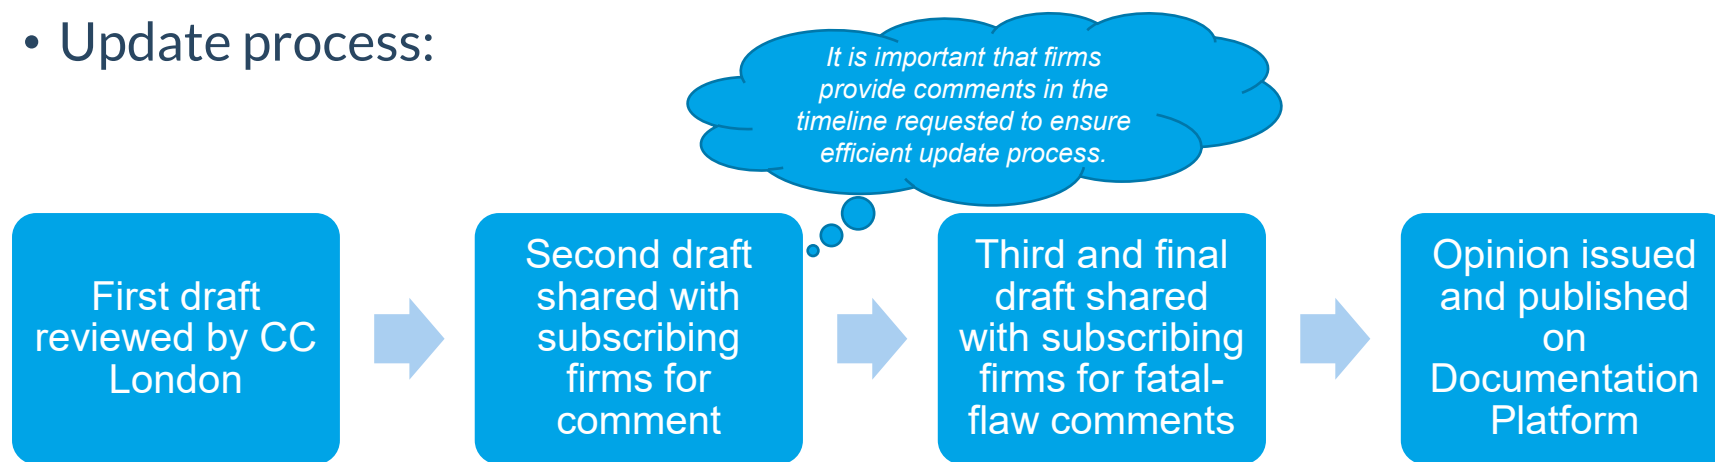 • Update process:
It is important that firms
provide comments in the
timeline requested to ensure
efficient update process.
First draft
reviewed by CC
London
Second draft
shared with
subscribing
firms for
comment
Third and final
draft shared
with subscribing
firms for fatal-
flaw comments
Opinion issued
and published
on
Documentation
Platform